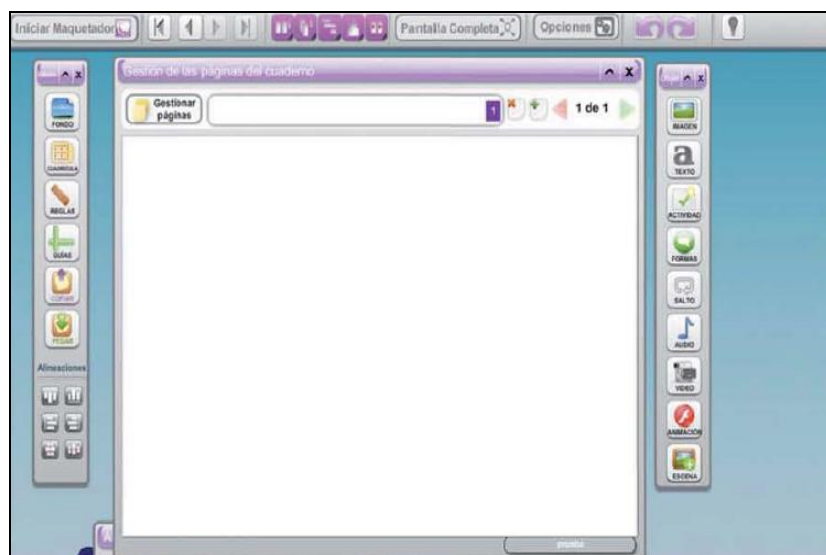 Iniciar Maquetador
Pantalla Completa
Opciones
Gestión de las páginas del cuaderno
Gestionar
páginas
1
1 de 1
FONDO
CUADRÍCULA
REGLAS
GUÍAS
COPIAR
PEGAR
Alineaciones
IMAGEN
a
TEXTO
ACTIVIDAD
FORMAS
SALTO
AUDIO
VIDEO
ANIMACIÓN
ESCENA
prueba